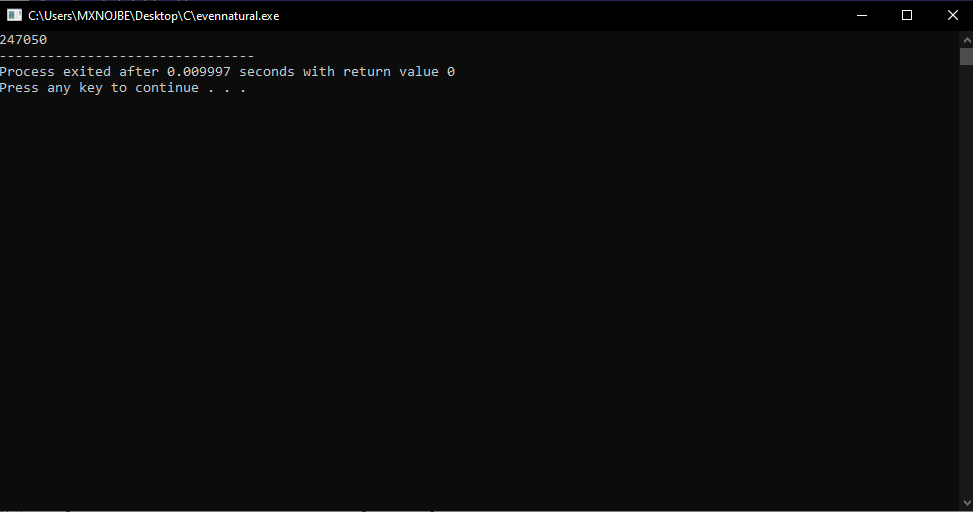 C:\Users\MXNOJBE\Desktop\C\evennatural.exe
247050
--------------------------------
Process exited after 0.009997 seconds with return value 0
Press any key to continue . . .